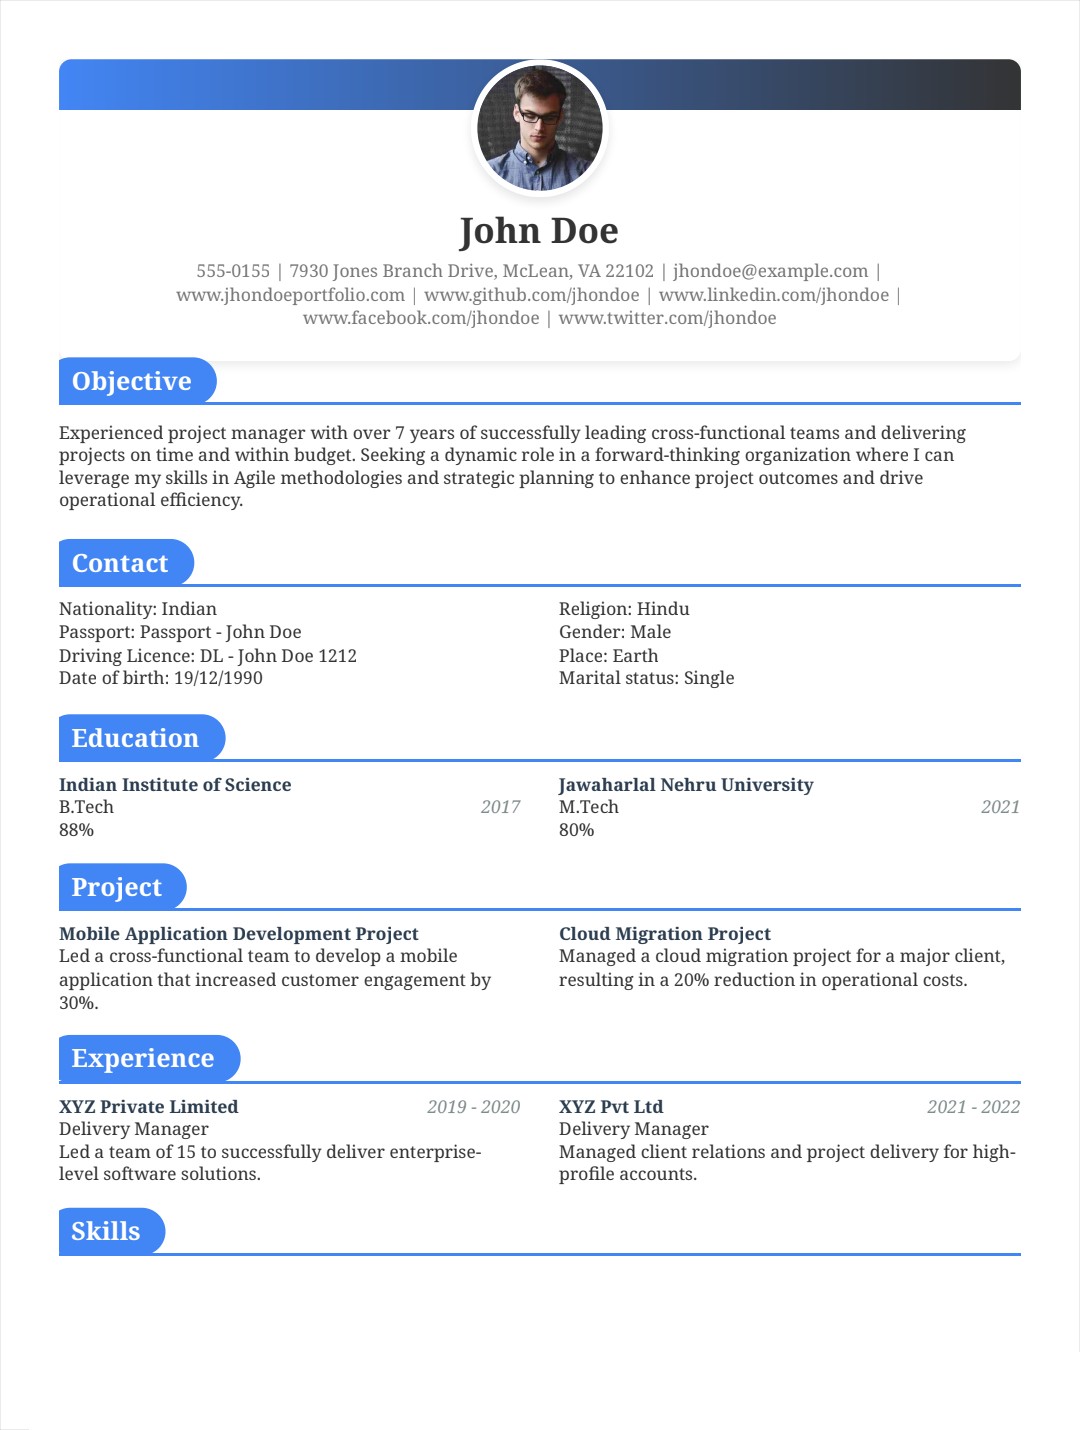 John Doe
555-0155 | 7930 Jones Branch Drive, McLean, VA 22102 | jhondoe@example.com |
www.jhondoeportfolio.com | www.github.com/jhondoe | www.linkedin.com/jhondoe |
www.facebook.com/jhondoe | www.twitter.com/jhondoe
Objective
Experienced project manager with over 7 years of successfully leading cross-functional teams and delivering
projects on time and within budget. Seeking a dynamic role in a forward-thinking organization where I can
leverage my skills in Agile methodologies and strategic planning to enhance project outcomes and drive
operational efficiency.
Contact
Nationality: Indian
Passport: Passport - John Doe
Driving Licence: DL - John Doe 1212
Date of birth: 19/12/1990
Religion: Hindu
Gender: Male
Place: Earth
Marital status: Single
Education
Indian Institute of Science
B.Tech 2017
88%
Jawaharlal Nehru University
M.Tech 2021
80%
Project
Mobile Application Development Project
Led a cross-functional team to develop a mobile
application that increased customer engagement by
30%.
Cloud Migration Project
Managed a cloud migration project for a major client,
resulting in a 20% reduction in operational costs.
Experience
XYZ Private Limited 2019 - 2020
Delivery Manager
Led a team of 15 to successfully deliver enterprise-
level software solutions.
XYZ Pvt Ltd 2021 - 2022
Delivery Manager
Managed client relations and project delivery for high-
profile accounts.
Skills